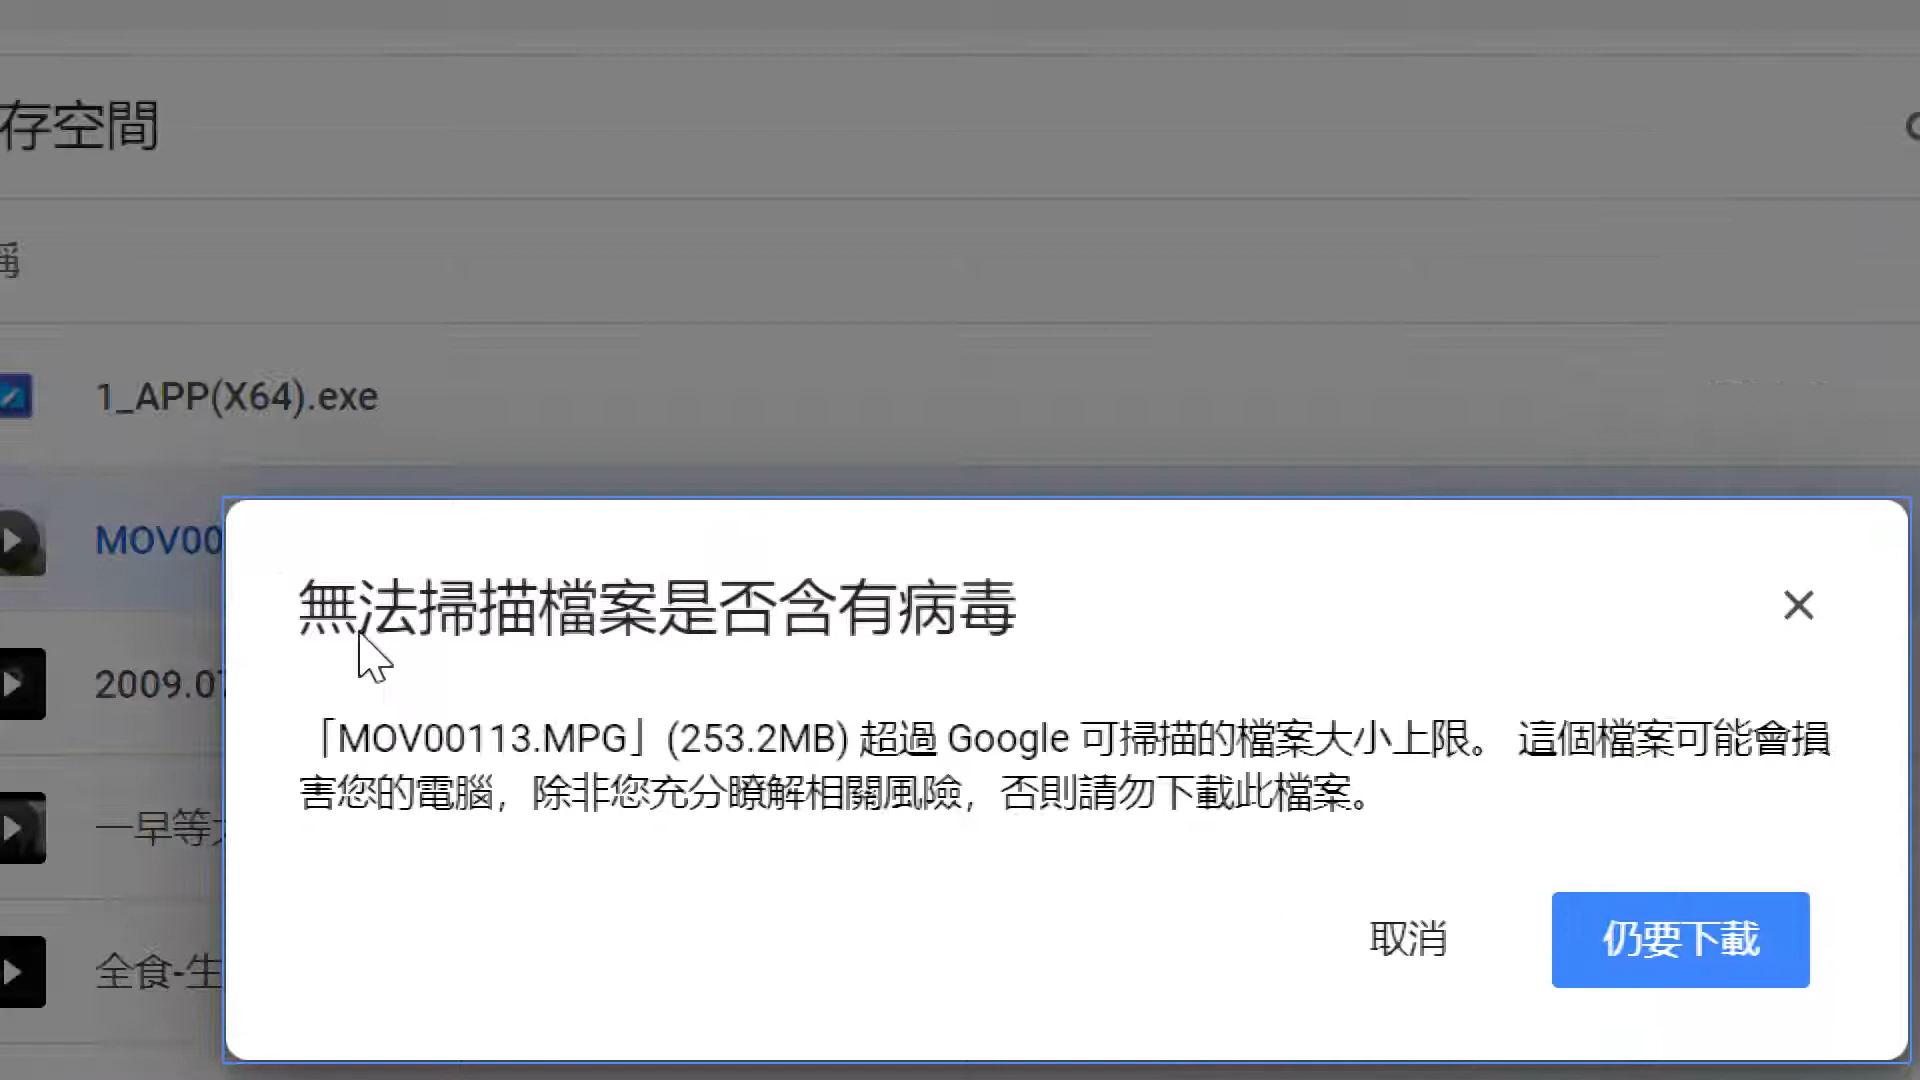 存空間
稱
1_APP(X64).exe
MOV00
無法掃描檔案是否含有病毒
2009.07
「MOV00113.MPG」(253.2MB) 超過 Google 可掃描的檔案大小上限。 這個檔案可能會損
害您的電腦，除非您充分瞭解相關風險，否則請勿下載此檔案。
一早等
全食-生
取消
仍要下載